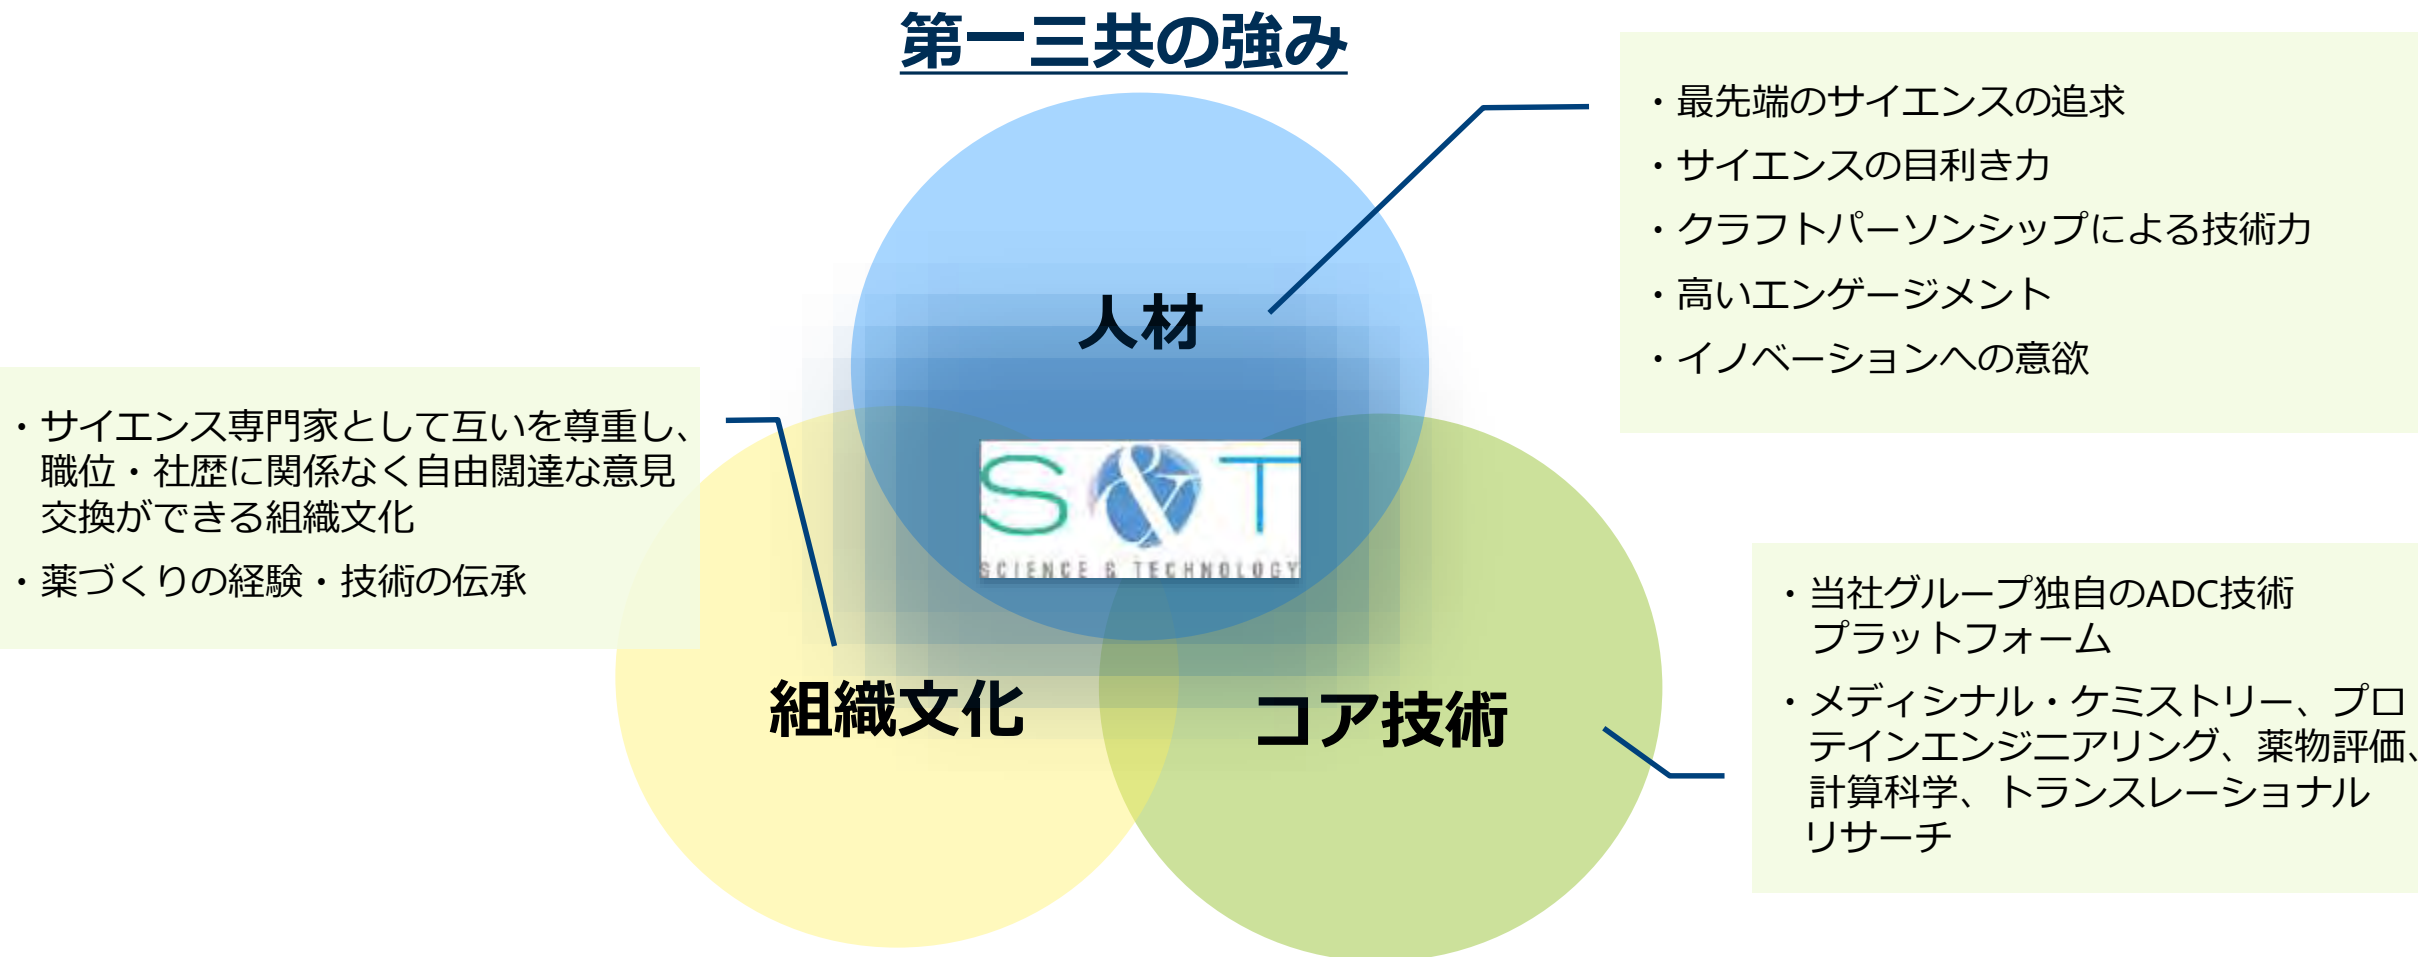 第一三共の強み
・最先端のサイエンスの追求
・サイエンスの目利き力
・クラフトパーソンシップによる技術力
・高いエンゲージメント
・イノベーションへの意欲
人材
・サイエンス専門家として互いを尊重し、
職位・社歴に関係なく自由闊達な意見
交換ができる組織文化
・薬づくりの経験・技術の伝承
S&T
SCIENCE & TECHNOLOGY
組織文化
コア技術
・当社グループ独自のADC技術
プラットフォーム
・メディシナル・ケミストリー、プロ
テインエンジニアリング、薬物評価、
計算科学、トランスレーショナル
リサーチ